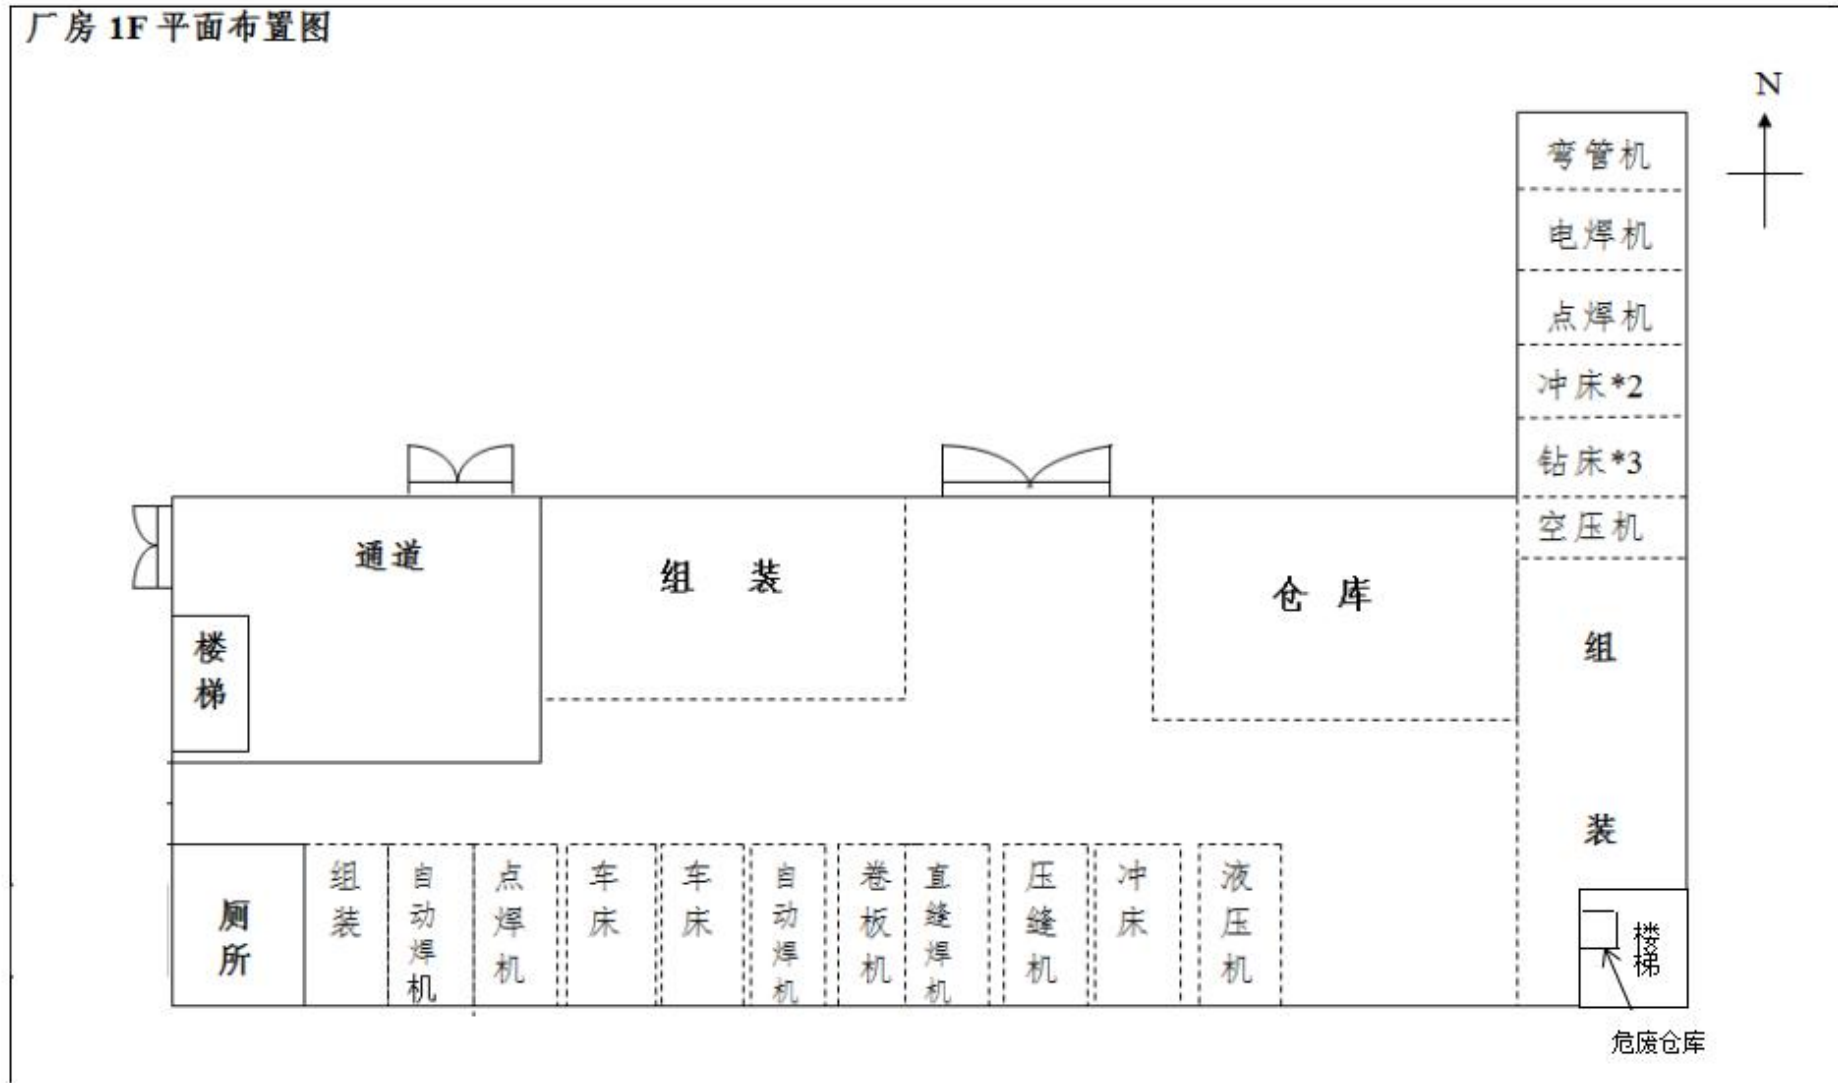 厂房 1F 平面布置图
N
弯管机
电焊机
点焊机
冲床*2
钻床*3
空压机
通道
组 装
仓 库
楼梯
组
装
厕所
组装
自动焊机
点焊机
车床
车床
自动焊机
卷板机
直缝焊机
压缝机
冲床
液压机
楼梯
危废仓库